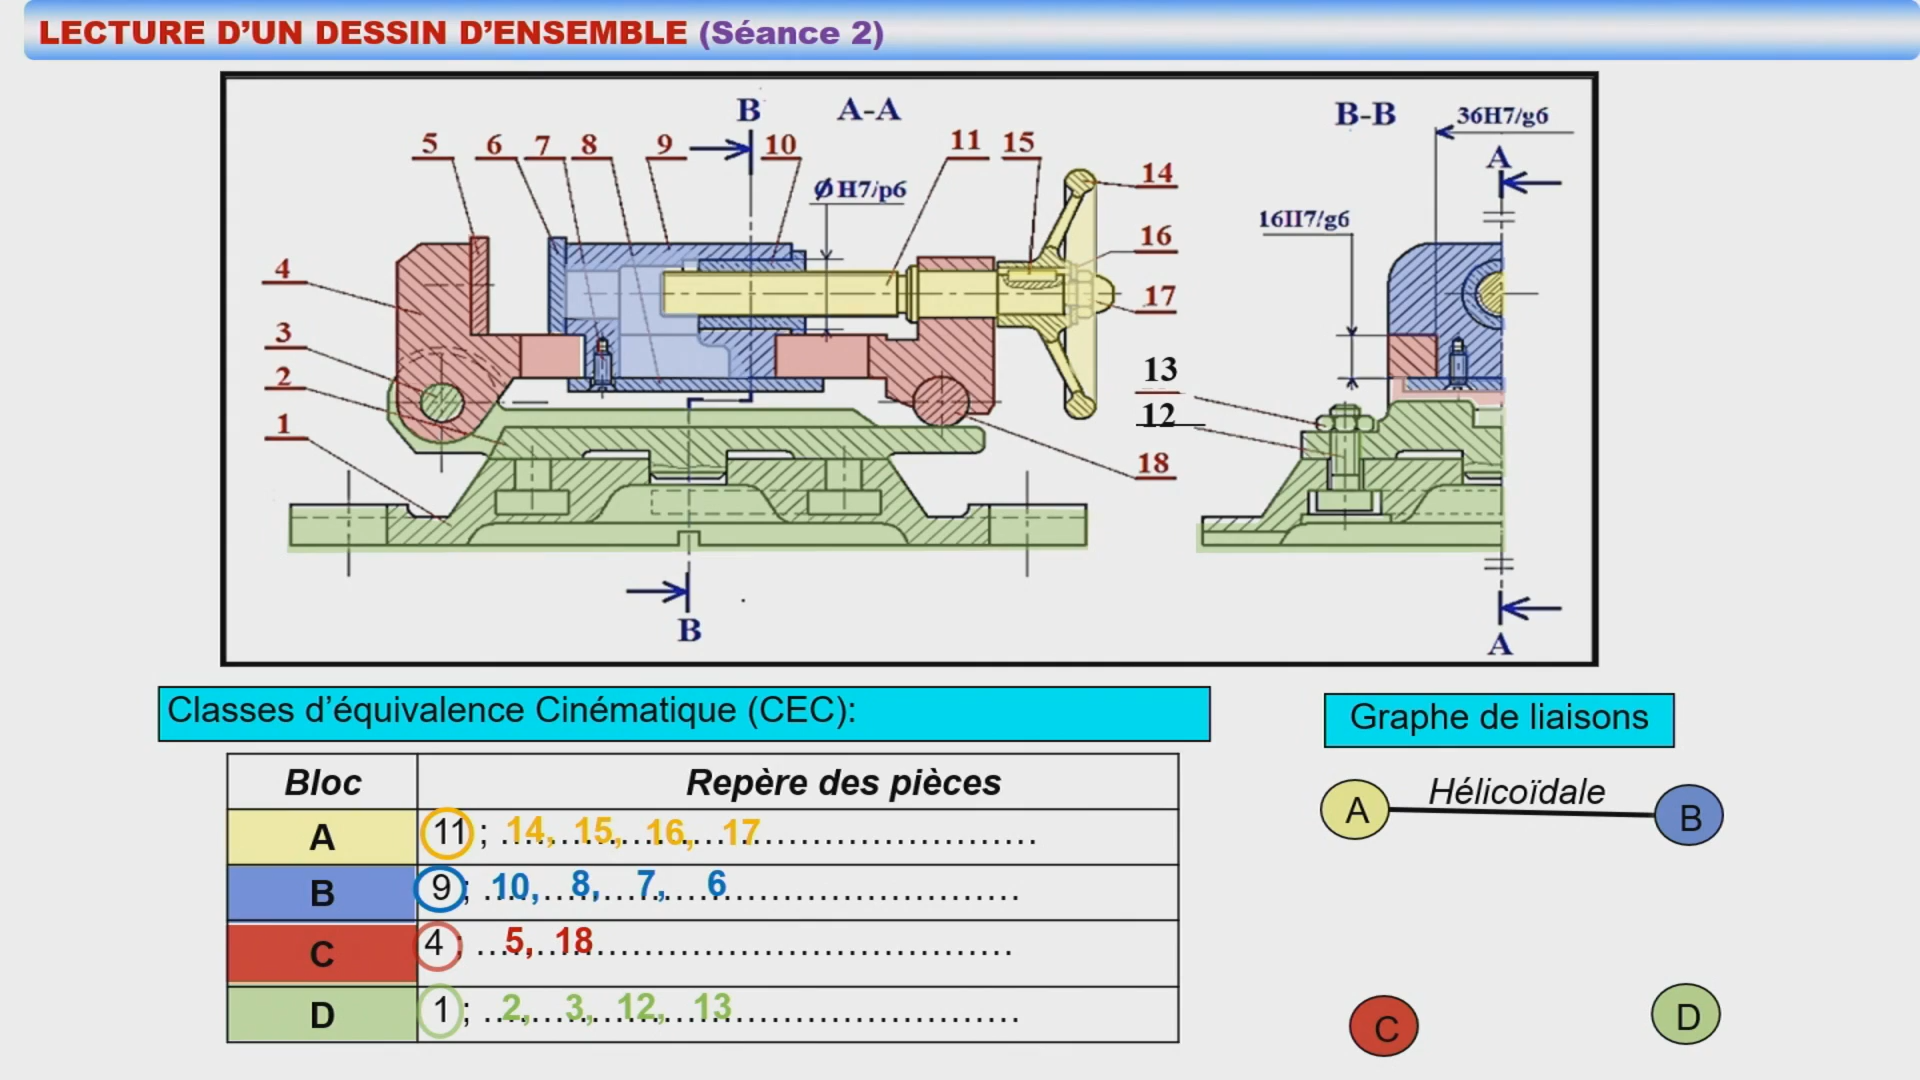 LECTURE D’UN DESSIN D’ENSEMBLE (Séance 2)
B A-A B-B 36H7/g6
5 6 7 8 9 10 11 15 A
14
Ø H7/p6
16H7/g6
16
4
17
3
13
2
12
1
18
B
A
Classes d’équivalence Cinématique (CEC):
Graphe de liaisons
Bloc Repère des pièces
A 11 ; 14, 15, 16, 17
B 9 ; 10, 8, 7, 6
C 4 ; 5, 18
D 1 ; 2, 3, 12, 13
A Hélicoïdale B
C D